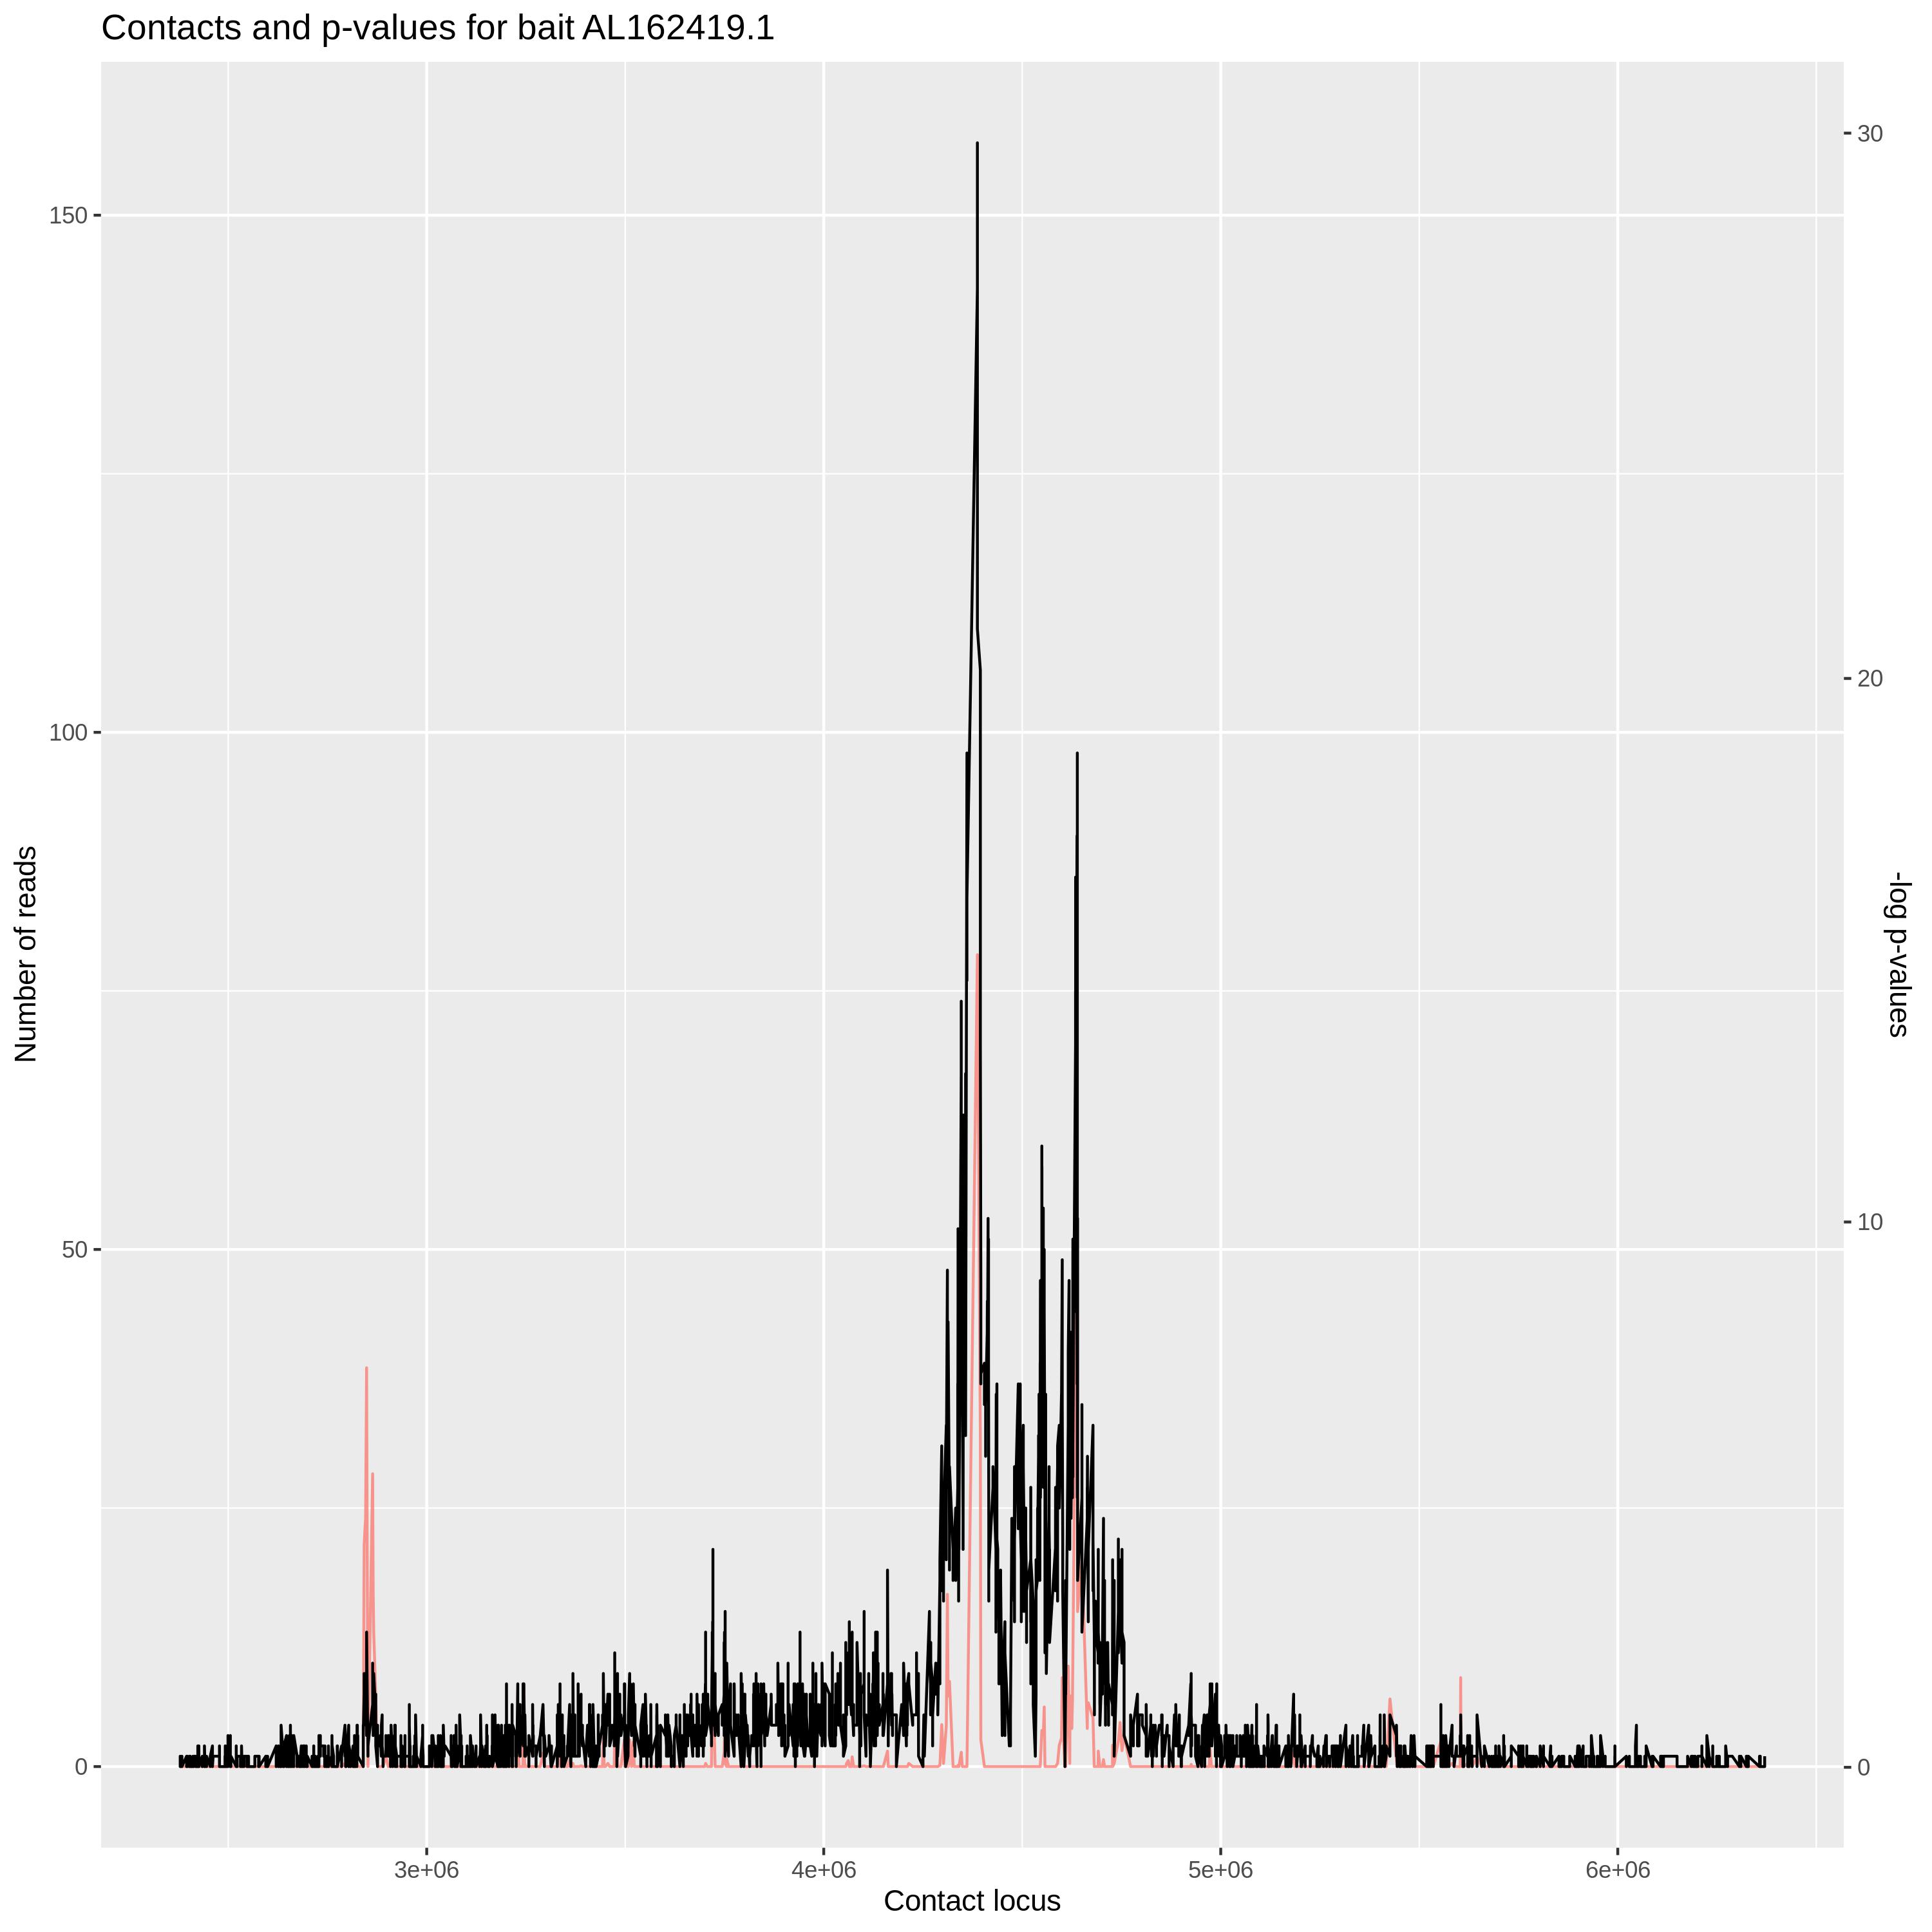 Contacts and p-values for bait AL162419.1
150
100
50
0
Number of reads
30
20
10
0
-log p-values
3e+06
4e+06
5e+06
6e+06
Contact locus